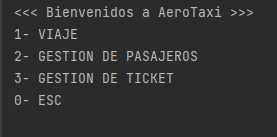 <<< Bienvenidos a AeroTaxi >>>
1- VIAJE
2- GESTION DE PASAJEROS
3- GESTION DE TICKET
0- ESC